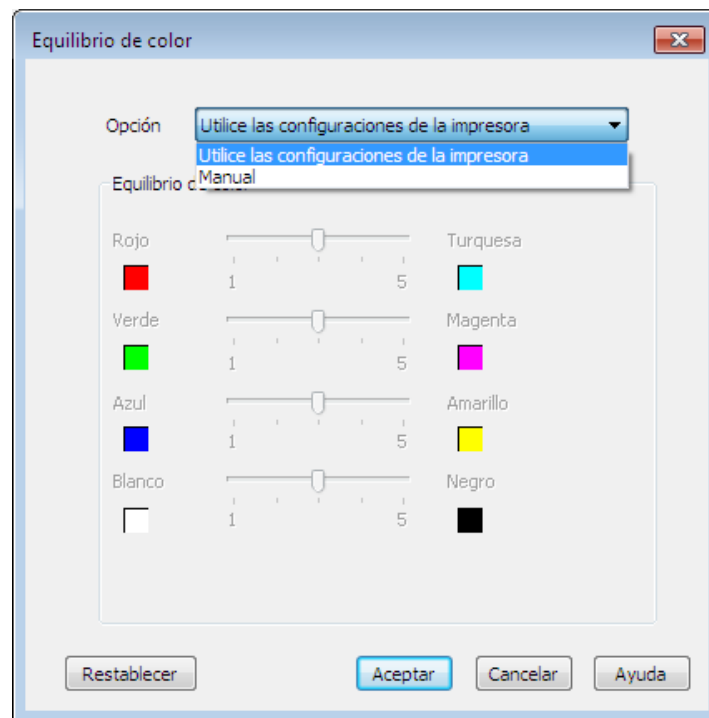 Equilibrio de color
Opción Utilice las configuraciones de la impresora
Utilice las configuraciones de la impresora
Manual
Equilibrio
Rojo Turquesa
1 5
Verde Magenta
1 5
Azul Amarillo
1 5
Blanco Negro
1 5
Restablecer Aceptar Cancelar Ayuda